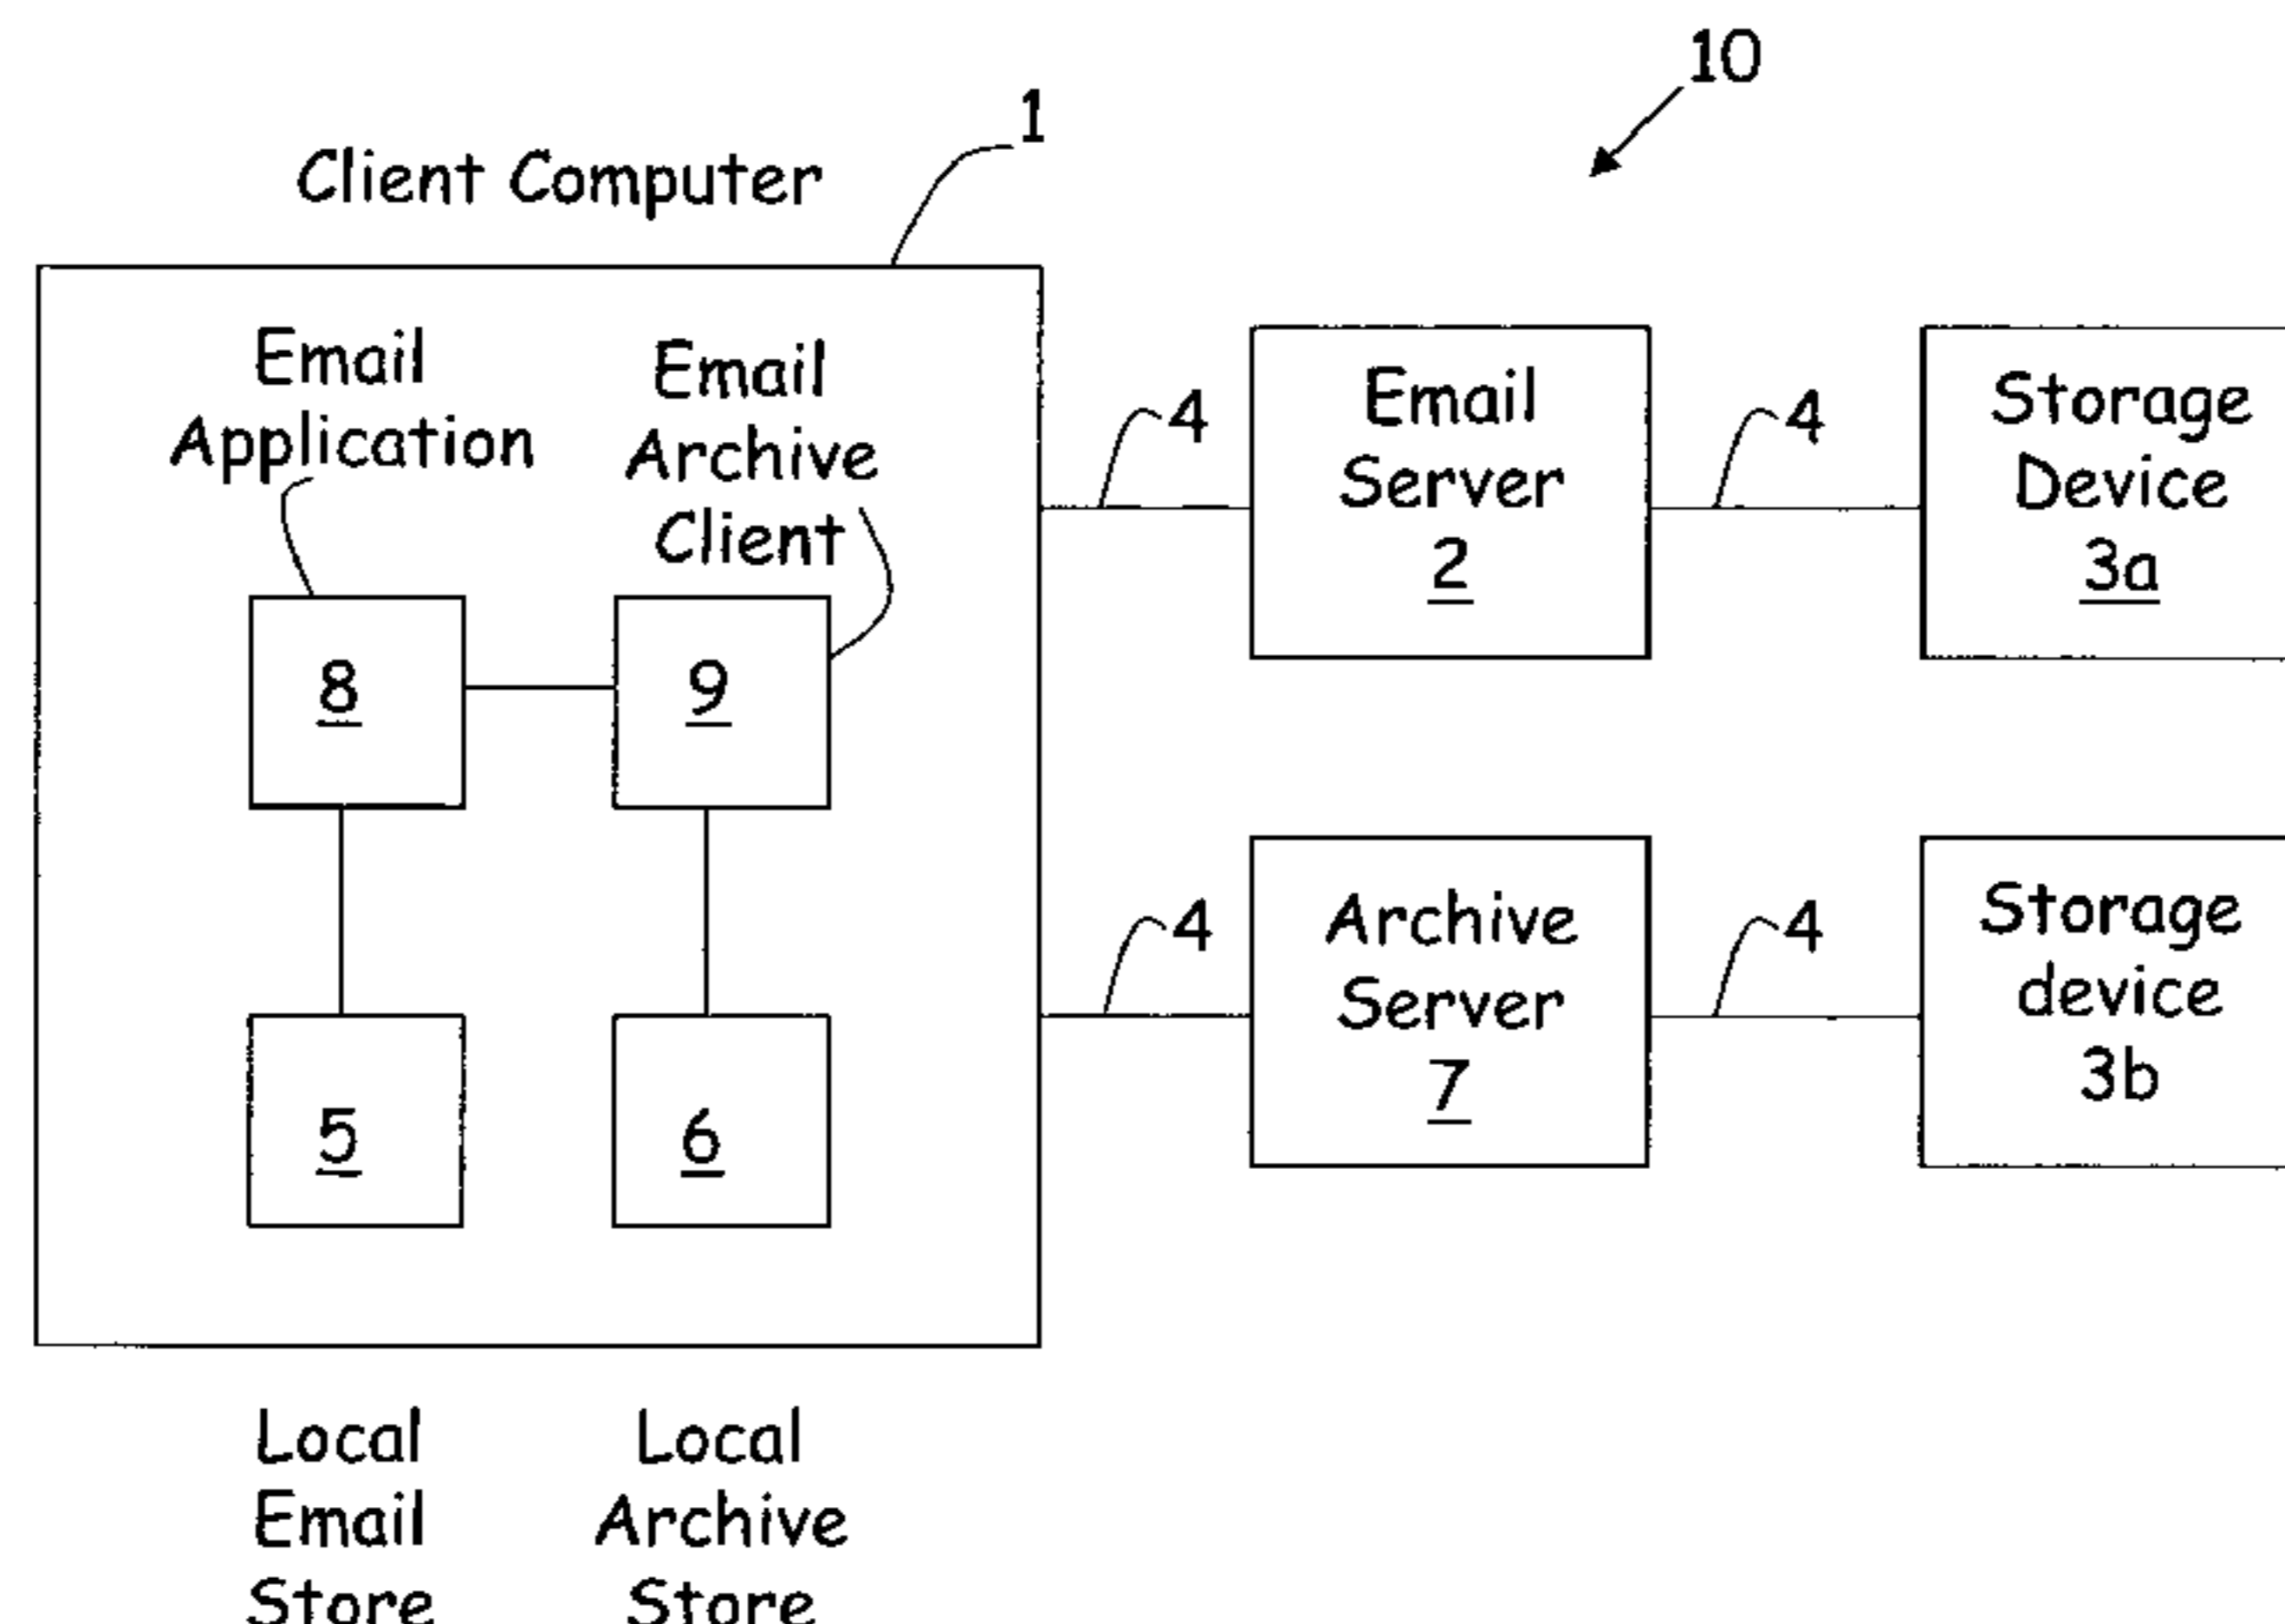 10
1
Client Computer
Email
Application
Email
Archive
Client
8
9
5
6
4
Email
Server
2
4
Storage
Device
3a
4
Archive
Server
7
4
Storage
device
3b
Local
Email
Store
Local
Archive
Store